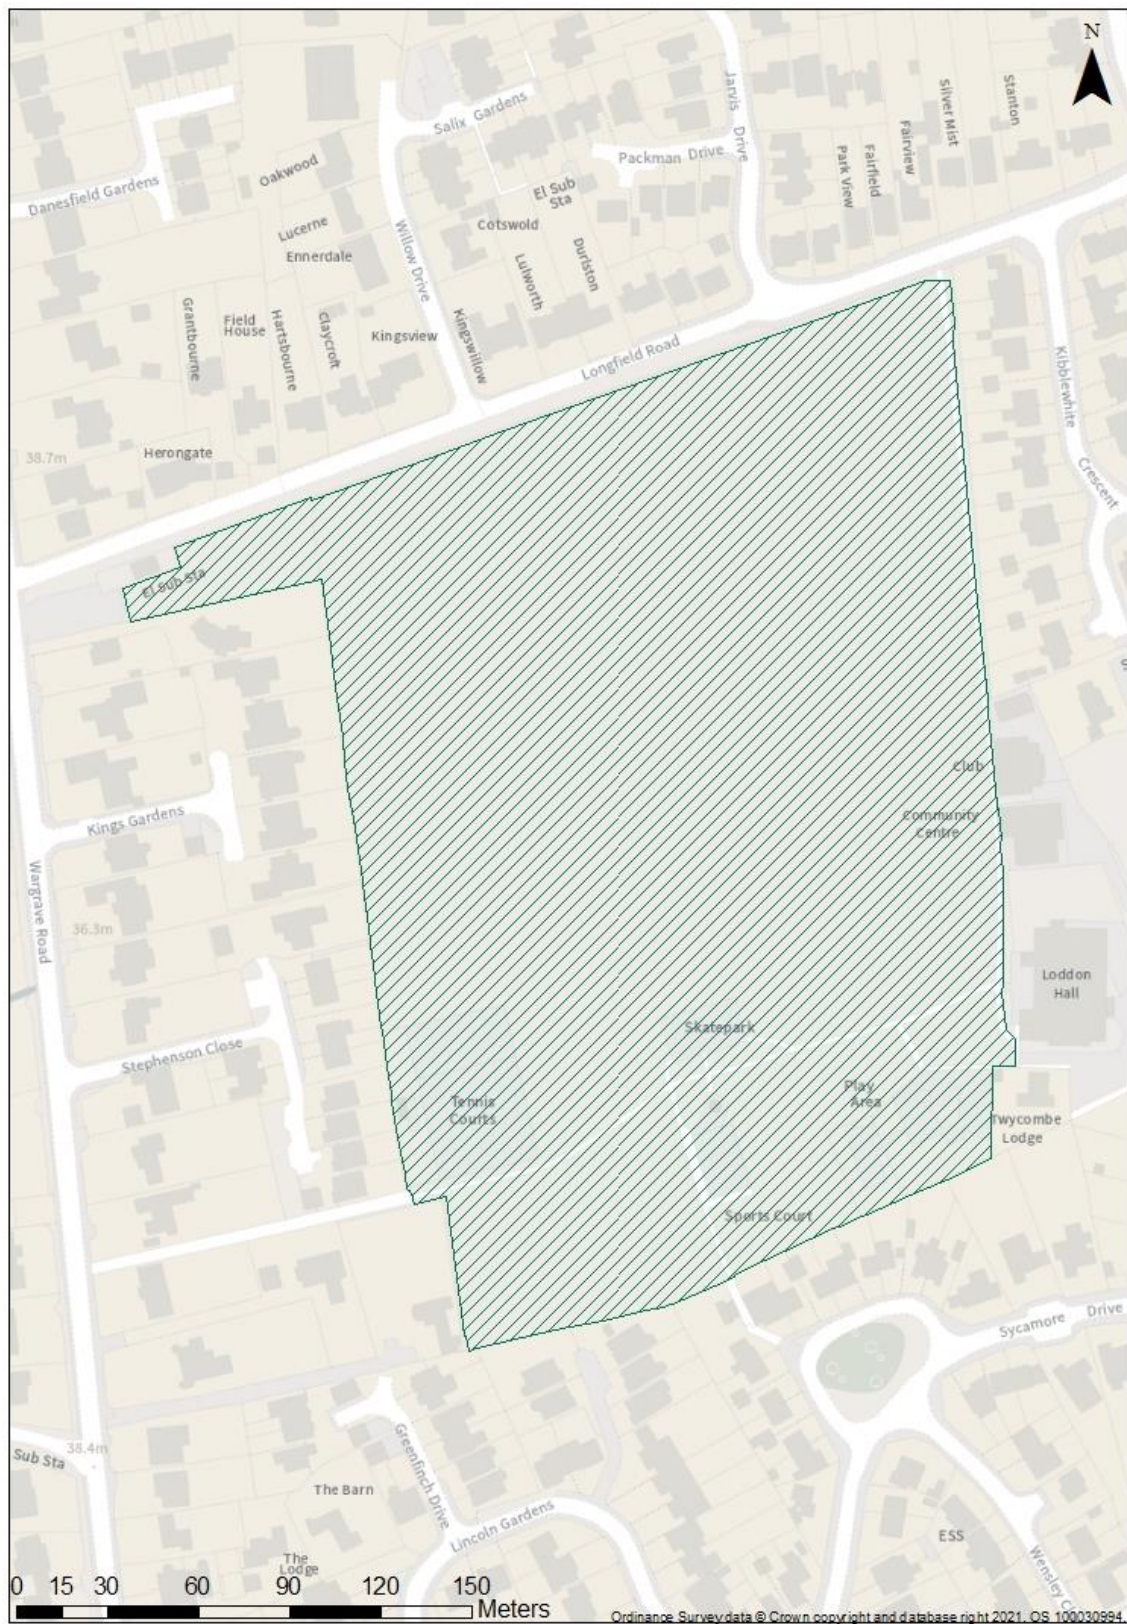 N
Jarvis
Drive
Silver Mist
Stanton
Salix Gardens
Packman Drive
Fairview
Fairfield
Park View
Oakwood
Danesfield Gardens
El Sub
Sta
Cotswold
Lucerne
Ennerdale
Willow Drive
Durlston
Lulworth
Grantbourne
Field
House
Hartsbourne
Claycroft
Kingsview
Kingswillow
Longfield Road
Kibblewhite
Crescent
Herongate
38.7m
El Sub Sta
Club
Community
Centre
Kings Gardens
Wargrave Road
36.3m
Loddon
Hall
Skatepark
Stephenson Close
Play
Area
Tennis
Courts
Twycombe
Lodge
Sports Court
Sycamore Drive
Greenfinch Drive
38.4m
Sub Sta
The Barn
Lincoln Gardens
ESS
The
Lodge
Wensley
0 15 30 60 90 120 150
Meters
Ordinance Survey data © Crown copyright and database right 2021. OS 100030994.